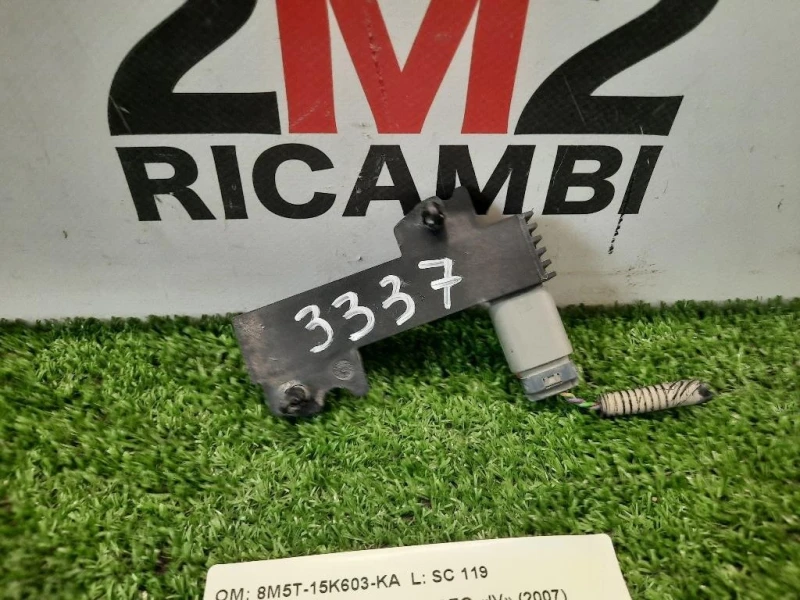 2M2
RICAMBI
3337
OM: 8M5T-15K603-KA L: SC 119
(2007)